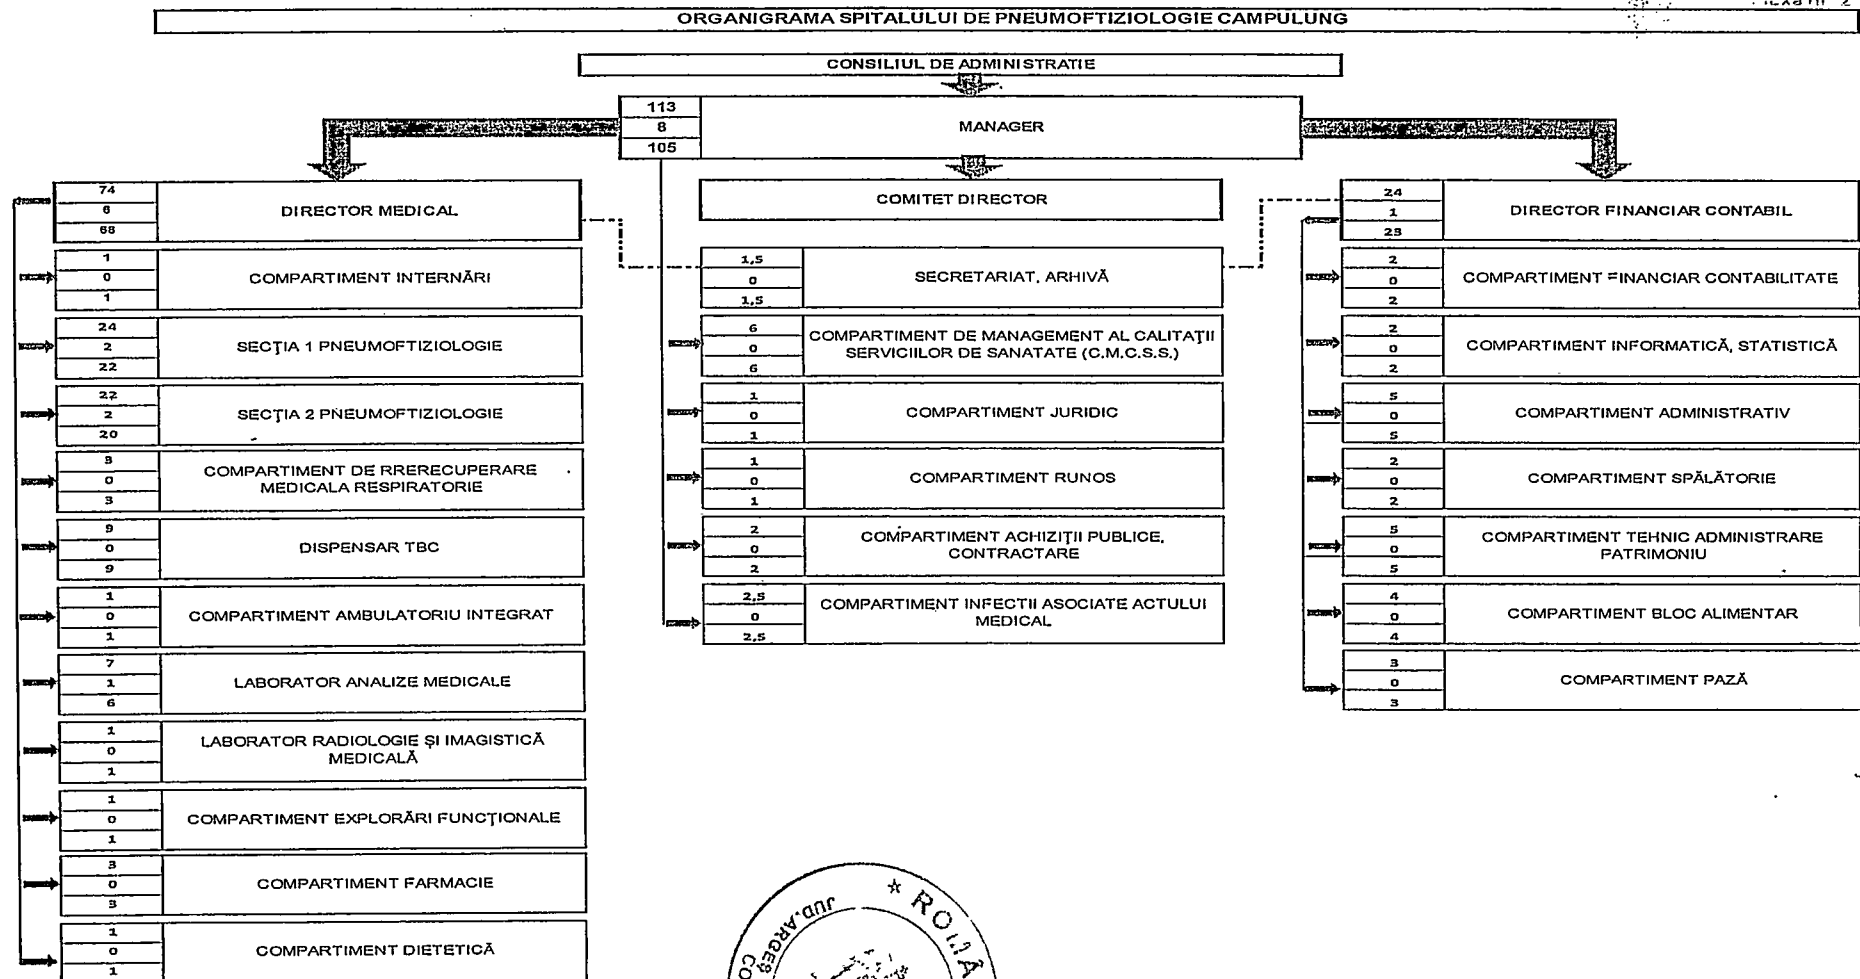 ORGANIGRAMA SPITALULUI DE PNEUMOFTIZIOLOGIE CAMPULUNG
CONSILIUL DE ADMINISTRATIE
113
8
105
MANAGER
74
6
68
DIRECTOR MEDICAL
1
0
1
COMPARTIMENT INTERNĂRI
24
2
22
SECŢIA 1 PNEUMOFTIZIOLOGIE
22
2
20
SECŢIA 2 PNEUMOFTIZIOLOGIE
3
0
3
COMPARTIMENT DE RRERECUPERARE
MEDICALA RESPIRATORIE
9
0
9
DISPENSAR TBC
1
0
1
COMPARTIMENT AMBULATORIU INTEGRAT
7
1
6
LABORATOR ANALIZE MEDICALE
1
0
1
LABORATOR RADIOLOGIE ŞI IMAGISTICĂ
MEDICALĂ
1
0
1
COMPARTIMENT EXPLORĂRI FUNCŢIONALE
3
0
3
COMPARTIMENT FARMACIE
1
0
1
COMPARTIMENT DIETETICĂ
COMITET DIRECTOR
1,5
0
1,5
SECRETARIAT, ARHIVĂ
6
0
6
COMPARTIMENT DE MANAGEMENT AL CALITAŢII
SERVICIILOR DE SANATATE (C.M.C.S.S.)
1
0
1
COMPARTIMENT JURIDIC
1
0
1
COMPARTIMENT RUNOS
2
0
2
COMPARTIMENT ACHIZIŢII PUBLICE,
CONTRACTARE
2,5
0
2,5
COMPARTIMENT INFECTII ASOCIATE ACTULUI
MEDICAL
24
1
23
DIRECTOR FINANCIAR CONTABIL
2
0
2
COMPARTIMENT FINANCIAR CONTABILITATE
2
0
2
COMPARTIMENT INFORMATICĂ, STATISTICĂ
5
0
5
COMPARTIMENT ADMINISTRATIV
2
0
2
COMPARTIMENT SPĂLĂTORIE
5
0
5
COMPARTIMENT TEHNIC ADMINISTRARE
PATRIMONIU
4
0
4
COMPARTIMENT BLOC ALIMENTAR
3
0
3
COMPARTIMENT PAZĂ
JUD. ARGEŞ